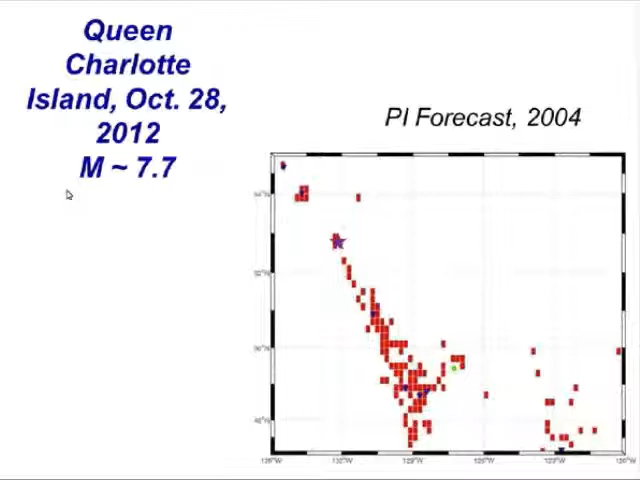 Queen
Charlotte
Island, Oct. 28,
2012
M ~ 7.7
PI Forecast, 2004